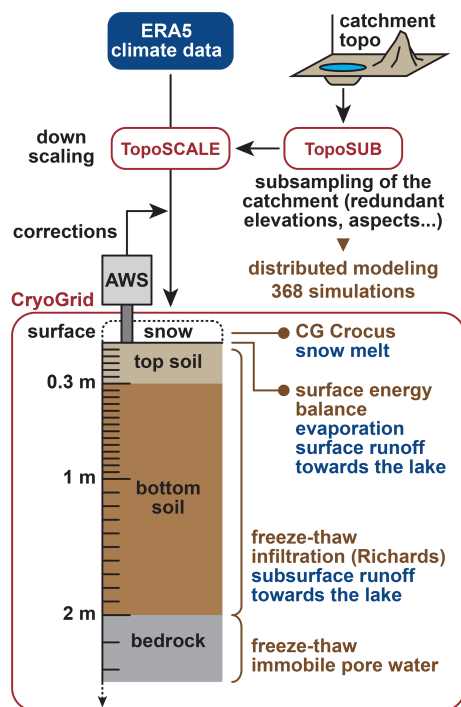 ERA5
climate data
catchment
topo
down
scaling
TopoSCALE
TopoSUB
subsampling of the
catchment (redundant
elevations, aspects...)
corrections
AWS
distributed modeling
368 simulations
CryoGrid
surface
snow
CG Crocus
snow melt
top soil
0.3 m
surface energy
balance
evaporation
surface runoff
towards the lake
1 m
bottom
soil
freeze-thaw
infiltration (Richards)
subsurface runoff
towards the lake
2 m
bedrock
freeze-thaw
immobile pore water